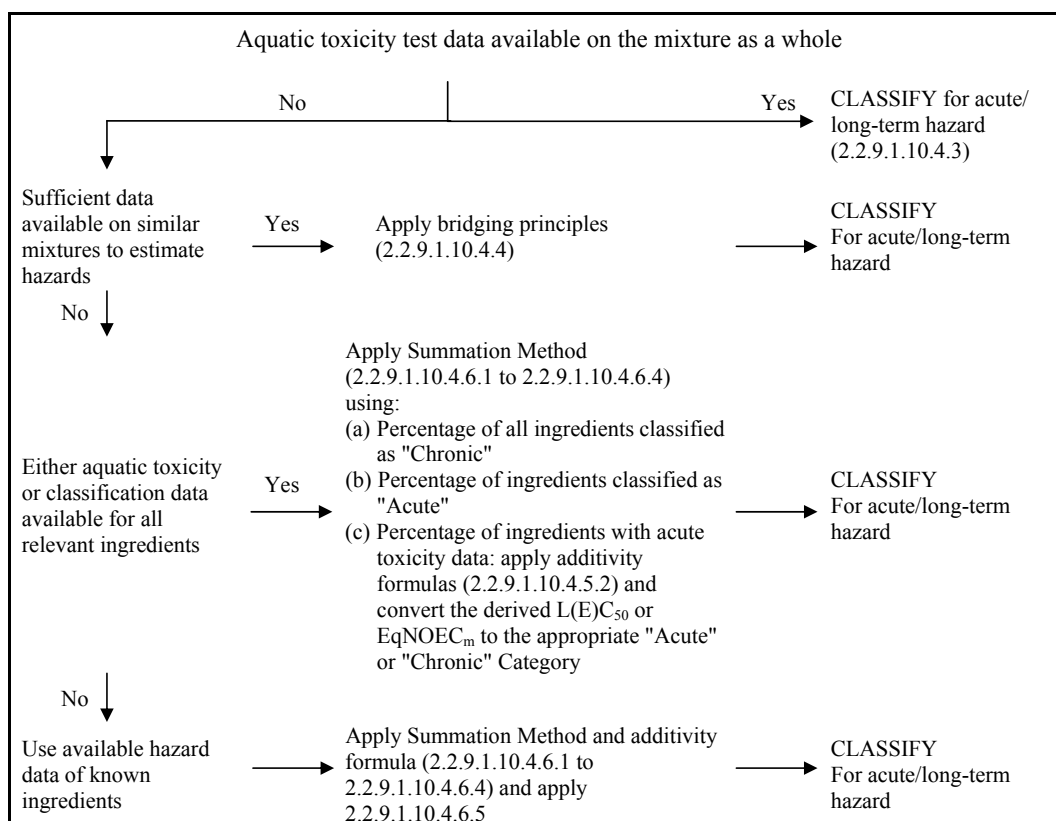 Aquatic toxicity test data available on the mixture as a whole
No
Yes
CLASSIFY for acute/
long-term hazard
(2.2.9.1.10.4.3)
Sufficient data
available on similar
mixtures to estimate
hazards
Yes
Apply bridging principles
(2.2.9.1.10.4.4)
CLASSIFY
For acute/long-term
hazard
No
Either aquatic toxicity
or classification data
available for all
relevant ingredients
Yes
Apply Summation Method
(2.2.9.1.10.4.6.1 to 2.2.9.1.10.4.6.4)
using:
(a) Percentage of all ingredients classified
as "Chronic"
(b) Percentage of ingredients classified as
"Acute"
(c) Percentage of ingredients with acute
toxicity data: apply additivity
formulas (2.2.9.1.10.4.5.2) and
convert the derived L(E)C50 or
EqNOECm to the appropriate "Acute"
or "Chronic" Category
CLASSIFY
For acute/long-term
hazard
No
Use available hazard
data of known
ingredients
Apply Summation Method and additivity
formula (2.2.9.1.10.4.6.1 to
2.2.9.1.10.4.6.4) and apply
2.2.9.1.10.4.6.5
CLASSIFY
For acute/long-term
hazard